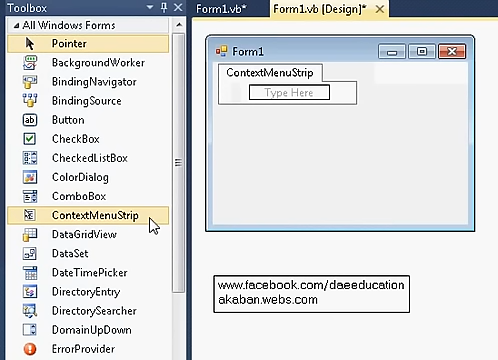 Toolbox
All Windows Forms
Pointer
BackgroundWorker
BindingNavigator
BindingSource
Button
CheckBox
CheckedListBox
ColorDialog
ComboBox
ContextMenuStrip
DataGridView
DataSet
DateTimePicker
DirectoryEntry
DirectorySearcher
DomainUpDown
ErrorProvider
Form1.vb*
Form1.vb [Design]*
Form1
ContextMenuStrip
Type Here
www.facebook.com/daeeducation
akaban.webs.com